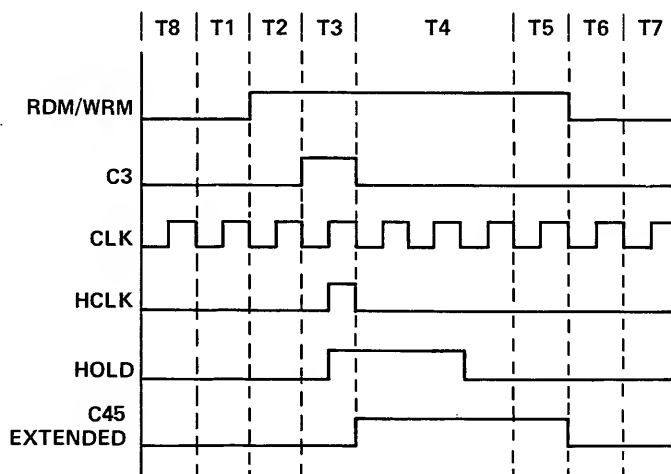 T8 T1 T2 T3 T4 T5 T6 T7
RDM/WRM
C3
CLK
HCLK
HOLD
C45
EXTENDED